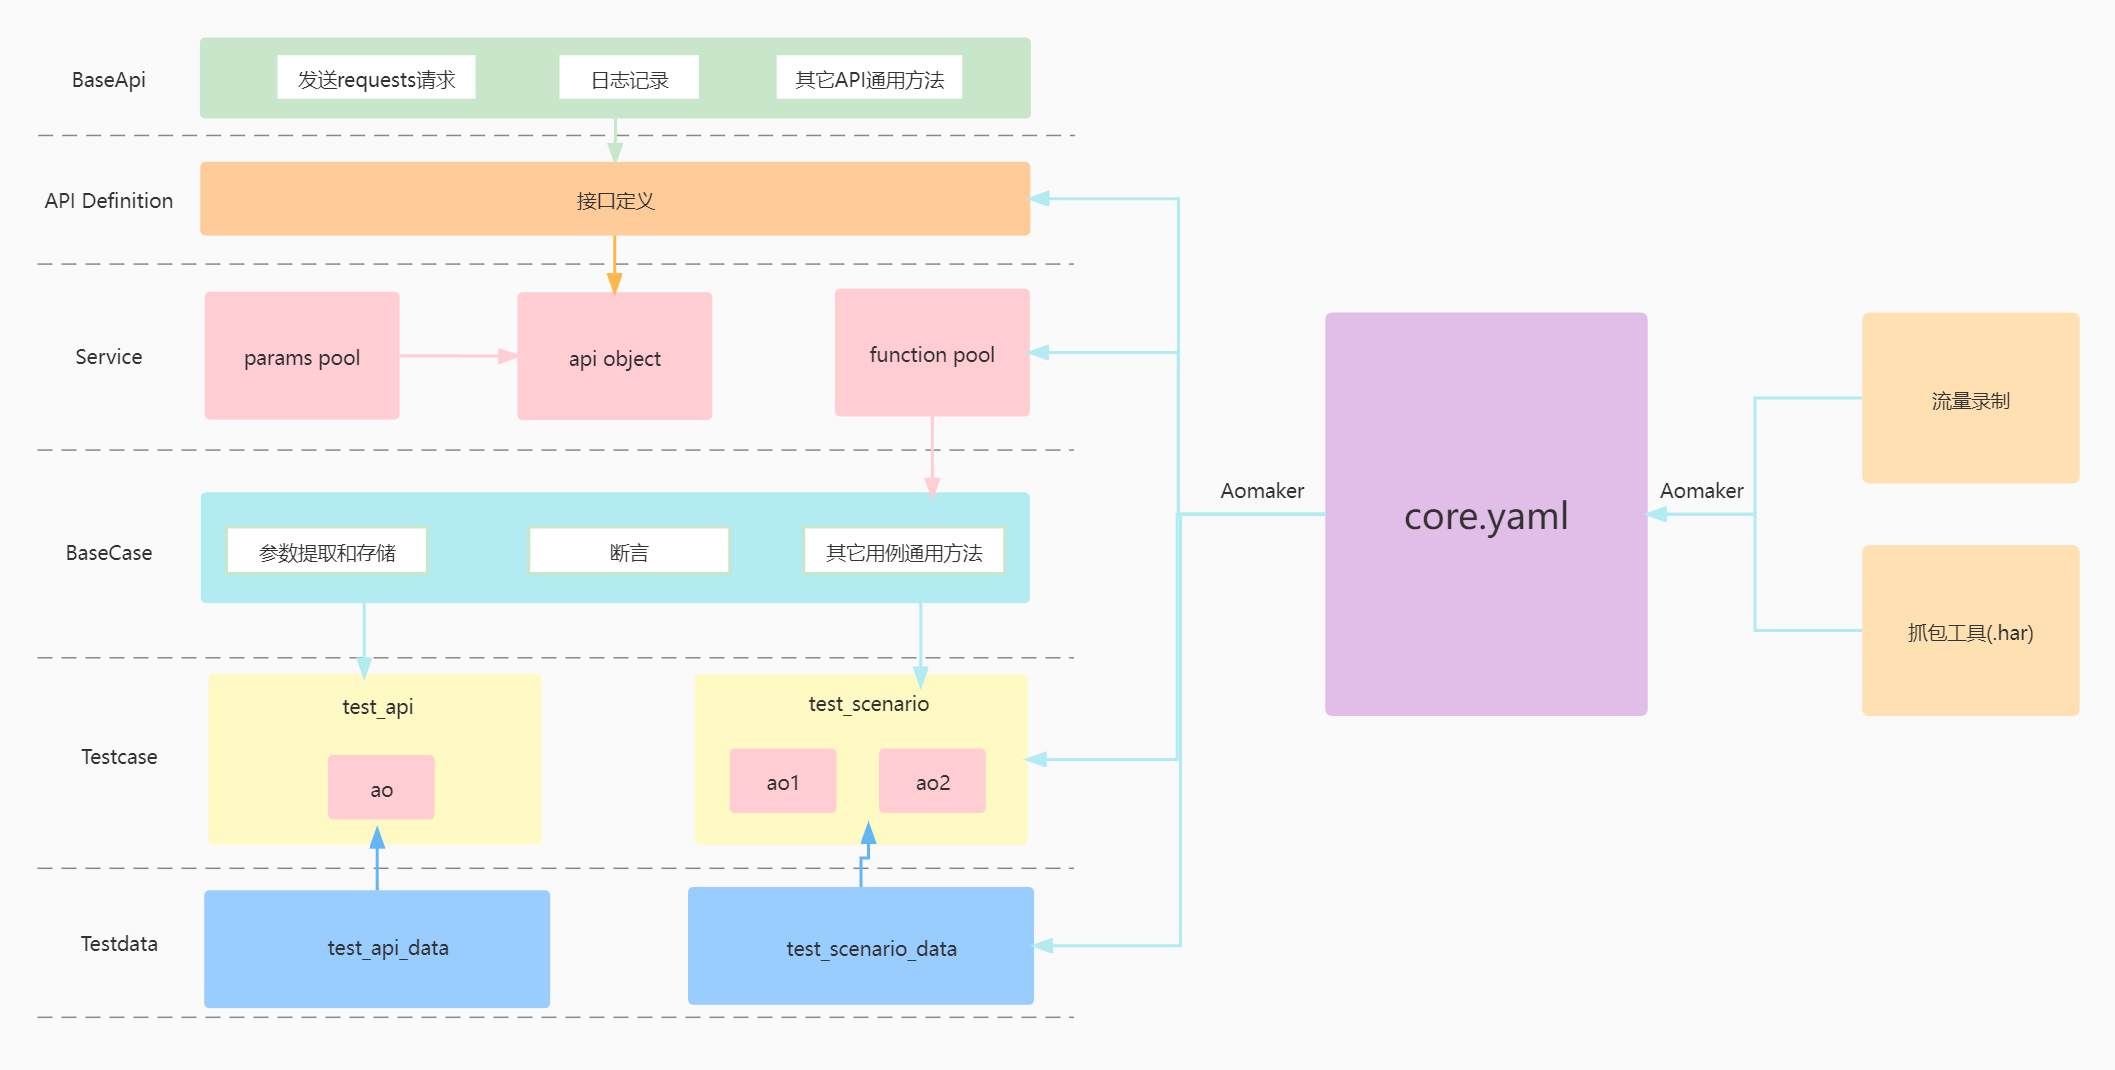 BaseApi
发送requests请求
日志记录
其它API通用方法
API Definition
接口定义
Service
params pool
api object
function pool
BaseCase
参数提取和存储
断言
其它用例通用方法
Testcase
test_api
ao
test_scenario
ao1
ao2
Testdata
test_api_data
test_scenario_data
Aomaker
core.yaml
Aomaker
流量录制
抓包工具(.har)